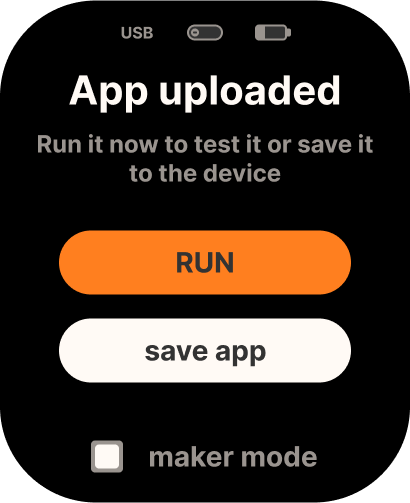 USB
App uploaded
Run it now to test it or save it
to the device
RUN
save app
maker mode